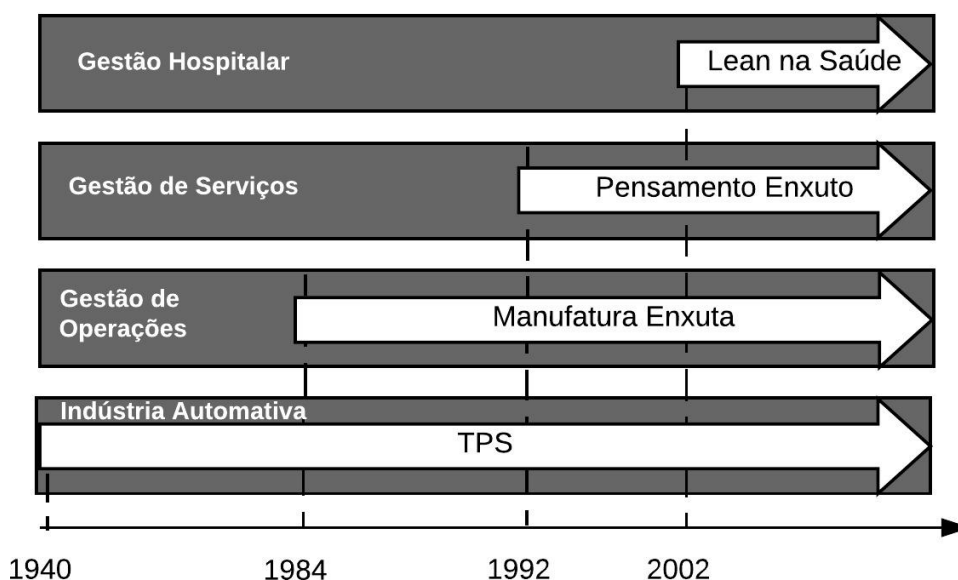 Gestão Hospitalar
Lean na Saúde
Gestão de Serviços
Pensamento Enxuto
Gestão de
Operações
Manufatura Enxuta
Indústria Automativa
TPS
1940
1984
1992
2002